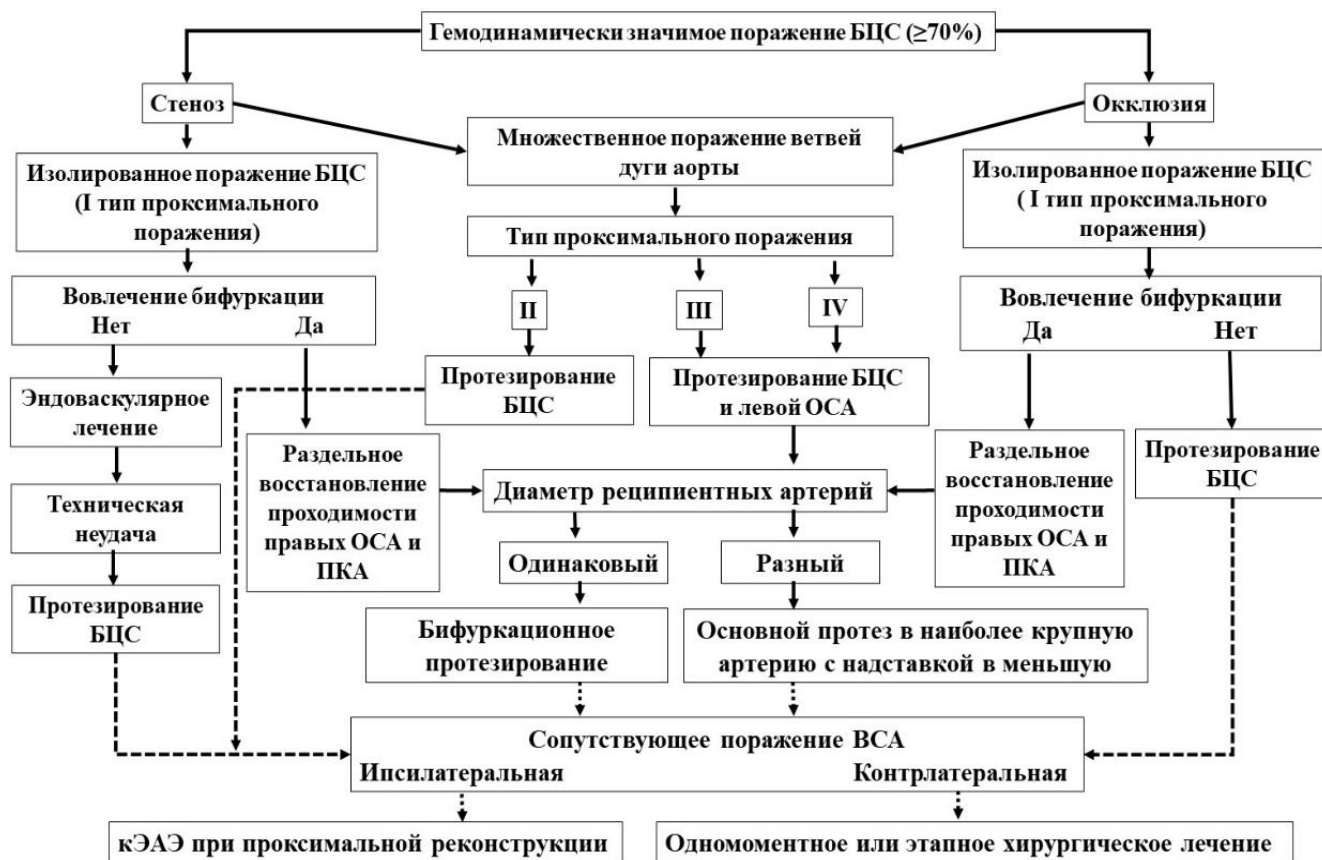 Гемодинамически значимое поражение БЦС (≥70%)
Стеноз
Окклюзия
Множественное поражение ветвей
дуги аорты
Изолированное поражение БЦС
(I тип проксимального
поражения)
Изолированное поражение БЦС
( I тип проксимального
поражения)
Тип проксимального поражения
Вовлечение бифуркации
Нет Да
II
III
IV
Вовлечение бифуркации
Да Нет
Эндоваскулярное
лечение
Протезирование
БЦС
Протезирование БЦС
и левой ОСА
Техническая
неудача
Раздельное
восстановление
проходимости
правых ОСА и
ПКА
Диаметр реципиентных артерий
Раздельное
восстановление
проходимости
правых ОСА и
ПКА
Протезирование
БЦС
Одинаковый
Разный
Протезирование
БЦС
Бифуркационное
протезирование
Основной протез в наиболее крупную
артерию с надставкой в меньшую
Сопутствующее поражение ВСА
Ипсилатеральная Контрлатеральная
кЭАЭ при проксимальной реконструкции
Одномоментное или этапное хирургическое лечение